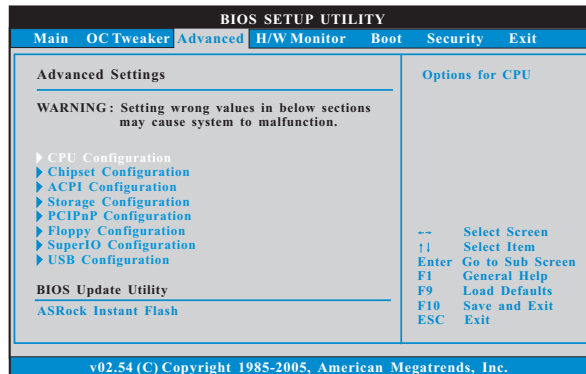 BIOS SETUP UTILITY
Main OC Tweaker Advanced H/W Monitor Boot Security Exit
Advanced Settings
WARNING : Setting wrong values in below sections
may cause system to malfunction.
CPU Configuration
Chipset Configuration
ACPI Configuration
Storage Configuration
PCIPnP Configuration
Floppy Configuration
SuperIO Configuration
USB Configuration
BIOS Update Utility
ASRock Instant Flash
Options for CPU
←→ Select Screen
↑↓ Select Item
Enter Go to Sub Screen
F1 General Help
F9 Load Defaults
F10 Save and Exit
ESC Exit
v02.54 (C) Copyright 1985-2005, American Megatrends, Inc.